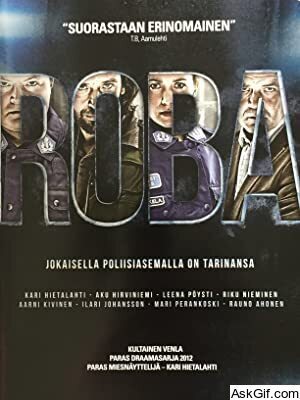 “SUORASTAAN ERINOMAINEN”
T.B, Aamulehti
ROBA
JOKAISELLA POLIISIASEMALLA ON TARINANSA
KARI HIETALAHTI - AKU HIRVINIEMI - LEENA PÖYSTI - RIKU NIEMINEN
AARNI KIVINEN - ILARI JOHANSSON - MARI PERANKOSKI - RAUNO AHONEN
KULTAINEN VENLA
PARAS DRAAMASARJA 2012
PARAS MIESNÄYTTELIJÄ - KARI HIETALAHTI
AskGif.com